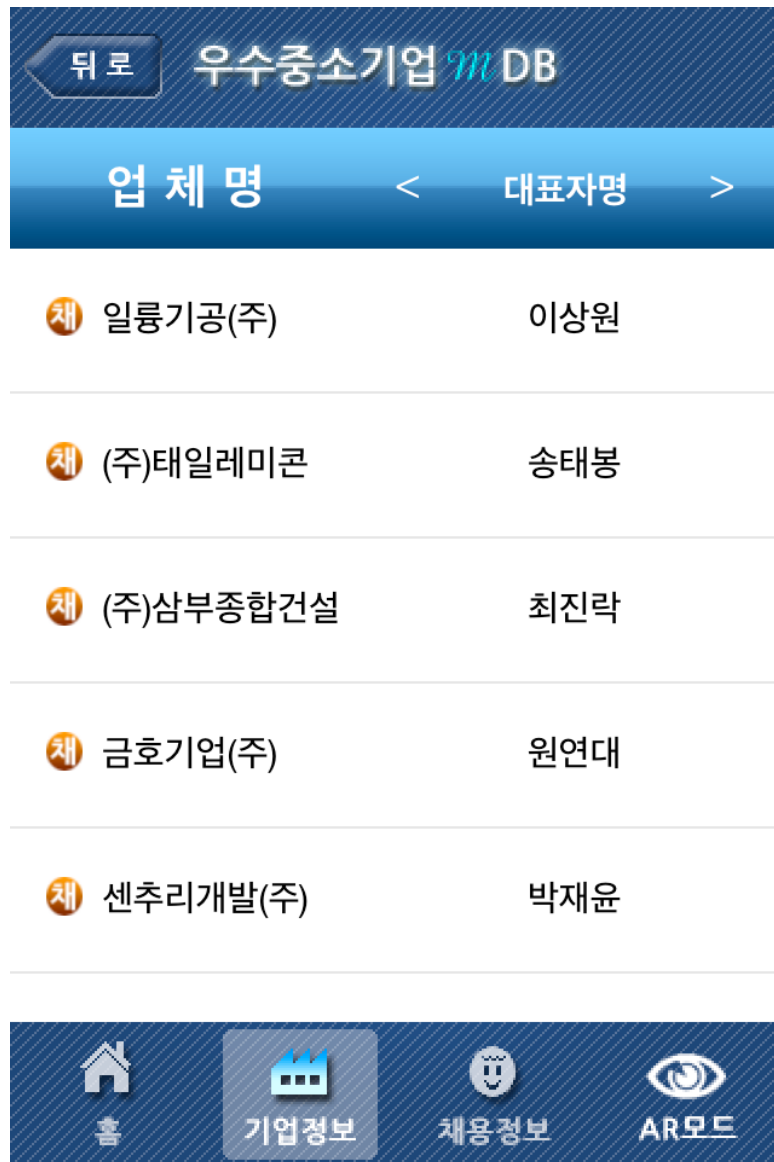 뒤로 우수중소기업 m DB
업체명 < 대표자명 >
채 일륭기공(주) 이상원
채 (주)태일레미콘 송태봉
채 (주)삼부종합건설 최진락
채 금호기업(주) 원연대
채 센추리개발(주) 박재윤
홈 기업정보 채용정보 AR모드